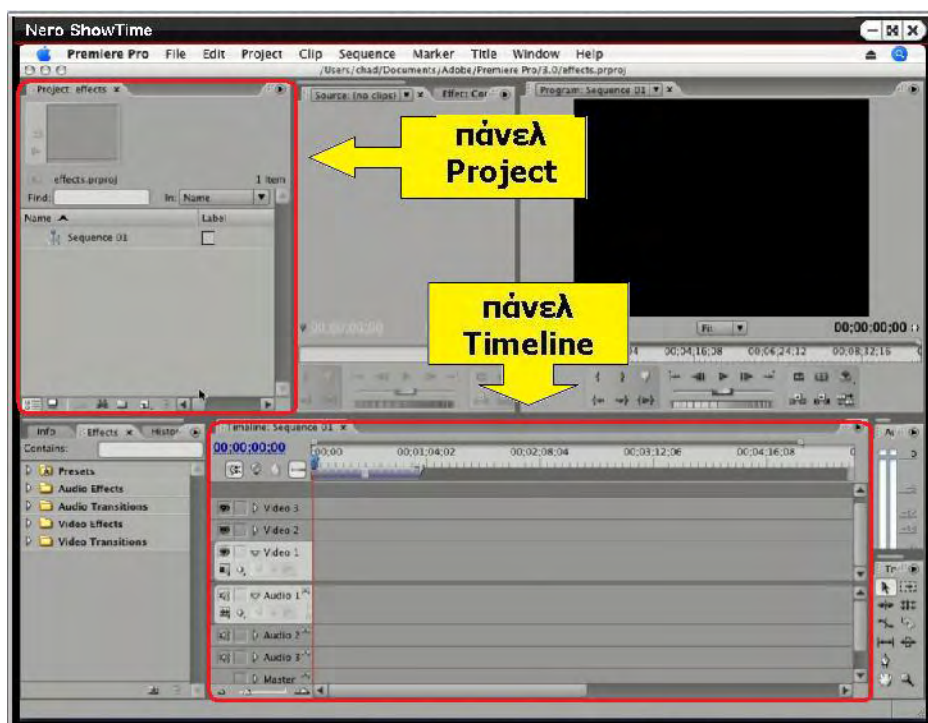 Nero ShowTime
Premiere Pro File Edit Project Clip Sequence Marker Title Window Help
/Users/chad/Documents/Adobe/Premiere Pro/3.0/effects.prproj
Project: effects
Source: (no clips)
Program: Sequence 01
πάνελ
Project
effects.prproj
1 Item
Find:
In: Name
Name
Label
Sequence 01
πάνελ
Timeline
Fit
00;00;00;00
00;04;16;08 00;06;24;12 00;08;32;16
Info Effects
Contains:
Presets
Audio Effects
Audio Transitions
Video Effects
Video Transitions
Timeline: Sequence 01
00;00;00;00
00;00 00;01;04;02 00;02;08;04 00;03;12;06 00;04;16;08
Video 3
Video 2
Video 1
Audio 1
Audio 2
Audio 3
Master